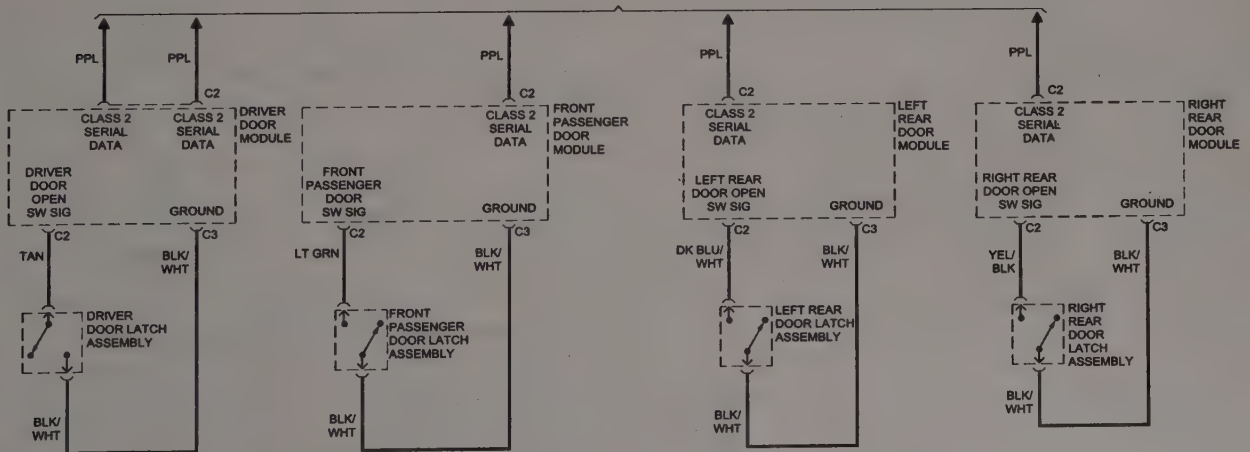 PPL
PPL
PPL
PPL
PPL
C2
C2
C2
C2
CLASS 2
SERIAL
DATA
CLASS 2
SERIAL
DATA
DRIVER
DOOR
MODULE
CLASS 2
SERIAL
DATA
FRONT
PASSENGER
DOOR
MODULE
CLASS 2
SERIAL
DATA
LEFT
REAR
DOOR
MODULE
CLASS 2
SERIAL
DATA
RIGHT
REAR
DOOR
MODULE
DRIVER
DOOR
OPEN
SW SIG
GROUND
FRONT
PASSENGER
DOOR
SW SIG
GROUND
LEFT REAR
DOOR OPEN
SW SIG
GROUND
RIGHT REAR
DOOR OPEN
SW SIG
GROUND
C2
C3
C2
C3
C2
C3
C2
C3
TAN
BLK/
WHT
LT GRN
BLK/
WHT
DK BLU/
WHT
BLK/
WHT
YEL/
BLK
BLK/
WHT
DRIVER
DOOR LATCH
ASSEMBLY
FRONT
PASSENGER
DOOR LATCH
ASSEMBLY
LEFT REAR
DOOR LATCH
ASSEMBLY
RIGHT
REAR
DOOR
LATCH
ASSEMBLY
BLK/
WHT
BLK/
WHT
BLK/
WHT
BLK/
WHT